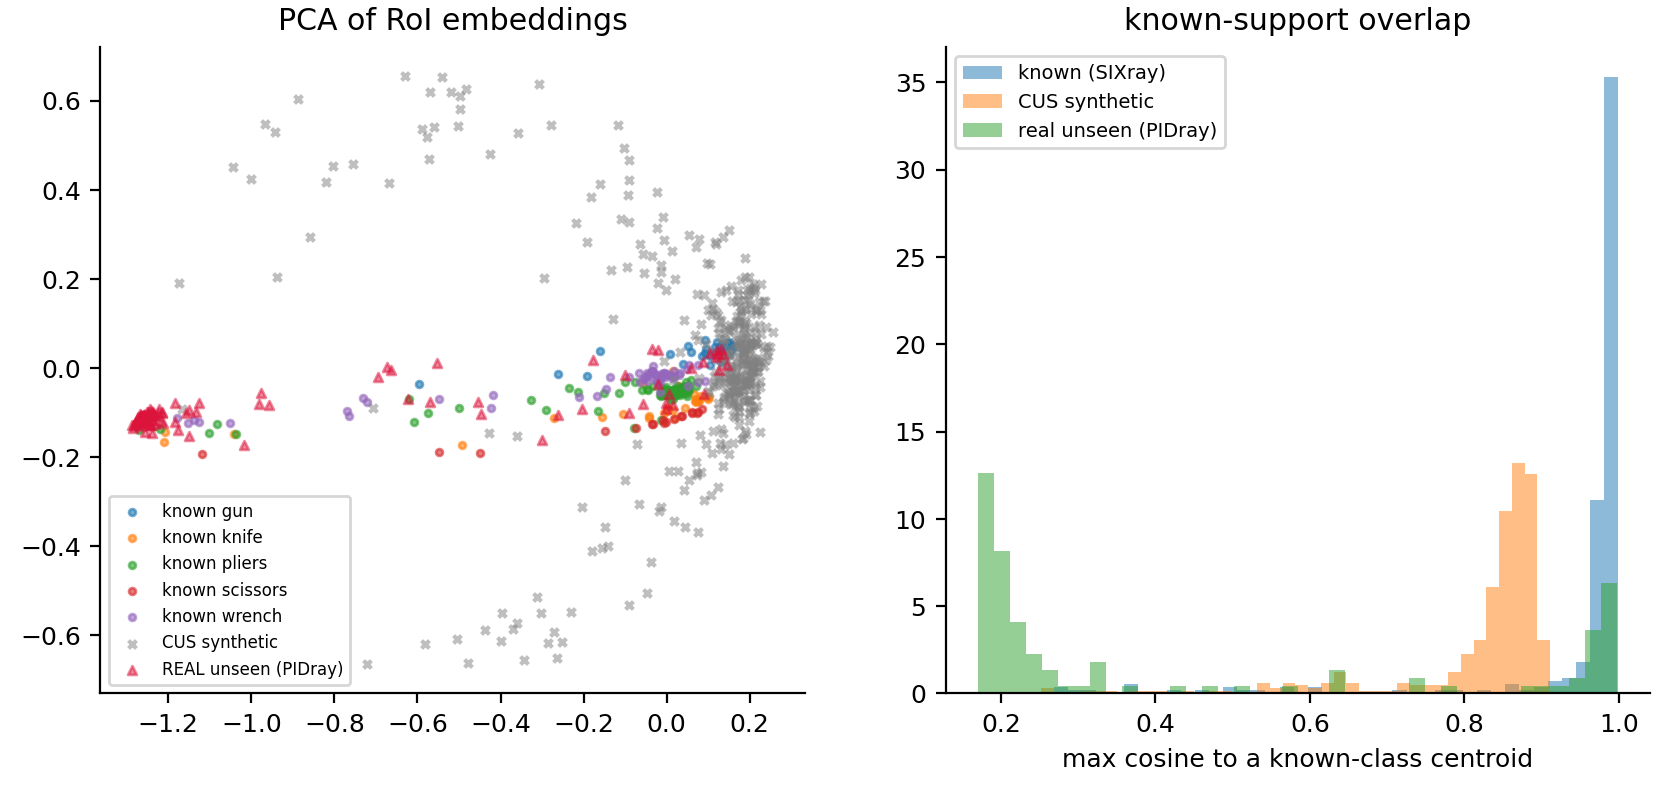 PCA of RoI embeddings
0.6
0.4
0.2
0.0
−0.2
−0.4
−0.6
known gun
known knife
known pliers
known scissors
known wrench
CUS synthetic
REAL unseen (PIDray)
−1.2 −1.0 −0.8 −0.6 −0.4 −0.2 0.0 0.2
known-support overlap
known (SIXray)
CUS synthetic
real unseen (PIDray)
35
30
25
20
15
10
5
0
0.2 0.4 0.6 0.8 1.0
max cosine to a known-class centroid